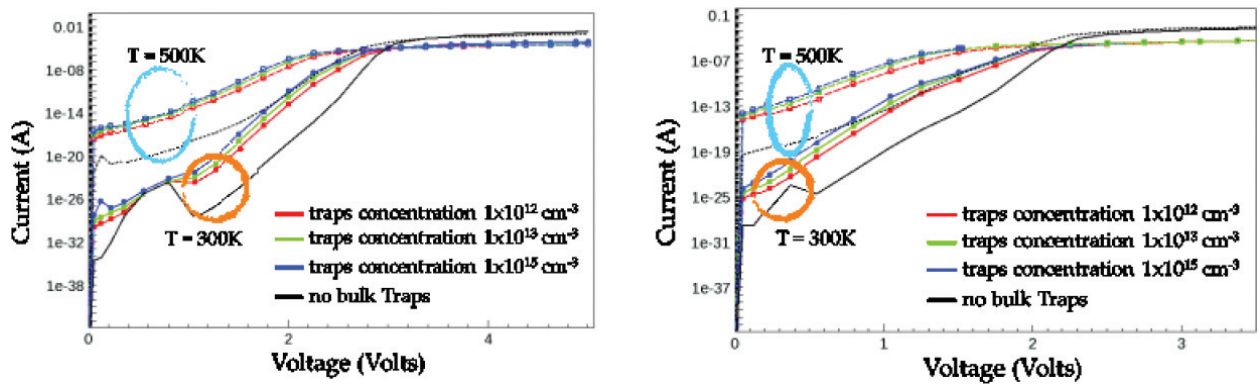 0.01
1e-08
1e-14
1e-20
1e-26
1e-32
1e-38
Current (A)
T = 500K
T = 300K
traps concentration 1x10¹² cm⁻³
traps concentration 1x10¹³ cm⁻³
traps concentration 1x10¹⁵ cm⁻³
no bulk Traps
0 2 4
Voltage (Volts)
0.1
1e-07
1e-13
1e-19
1e-25
1e-31
1e-37
Current (A)
T = 500K
T = 300K
traps concentration 1x10¹² cm⁻³
traps concentration 1x10¹³ cm⁻³
traps concentration 1x10¹⁵ cm⁻³
no bulk Traps
0 1 2 3
Voltage (Volts)